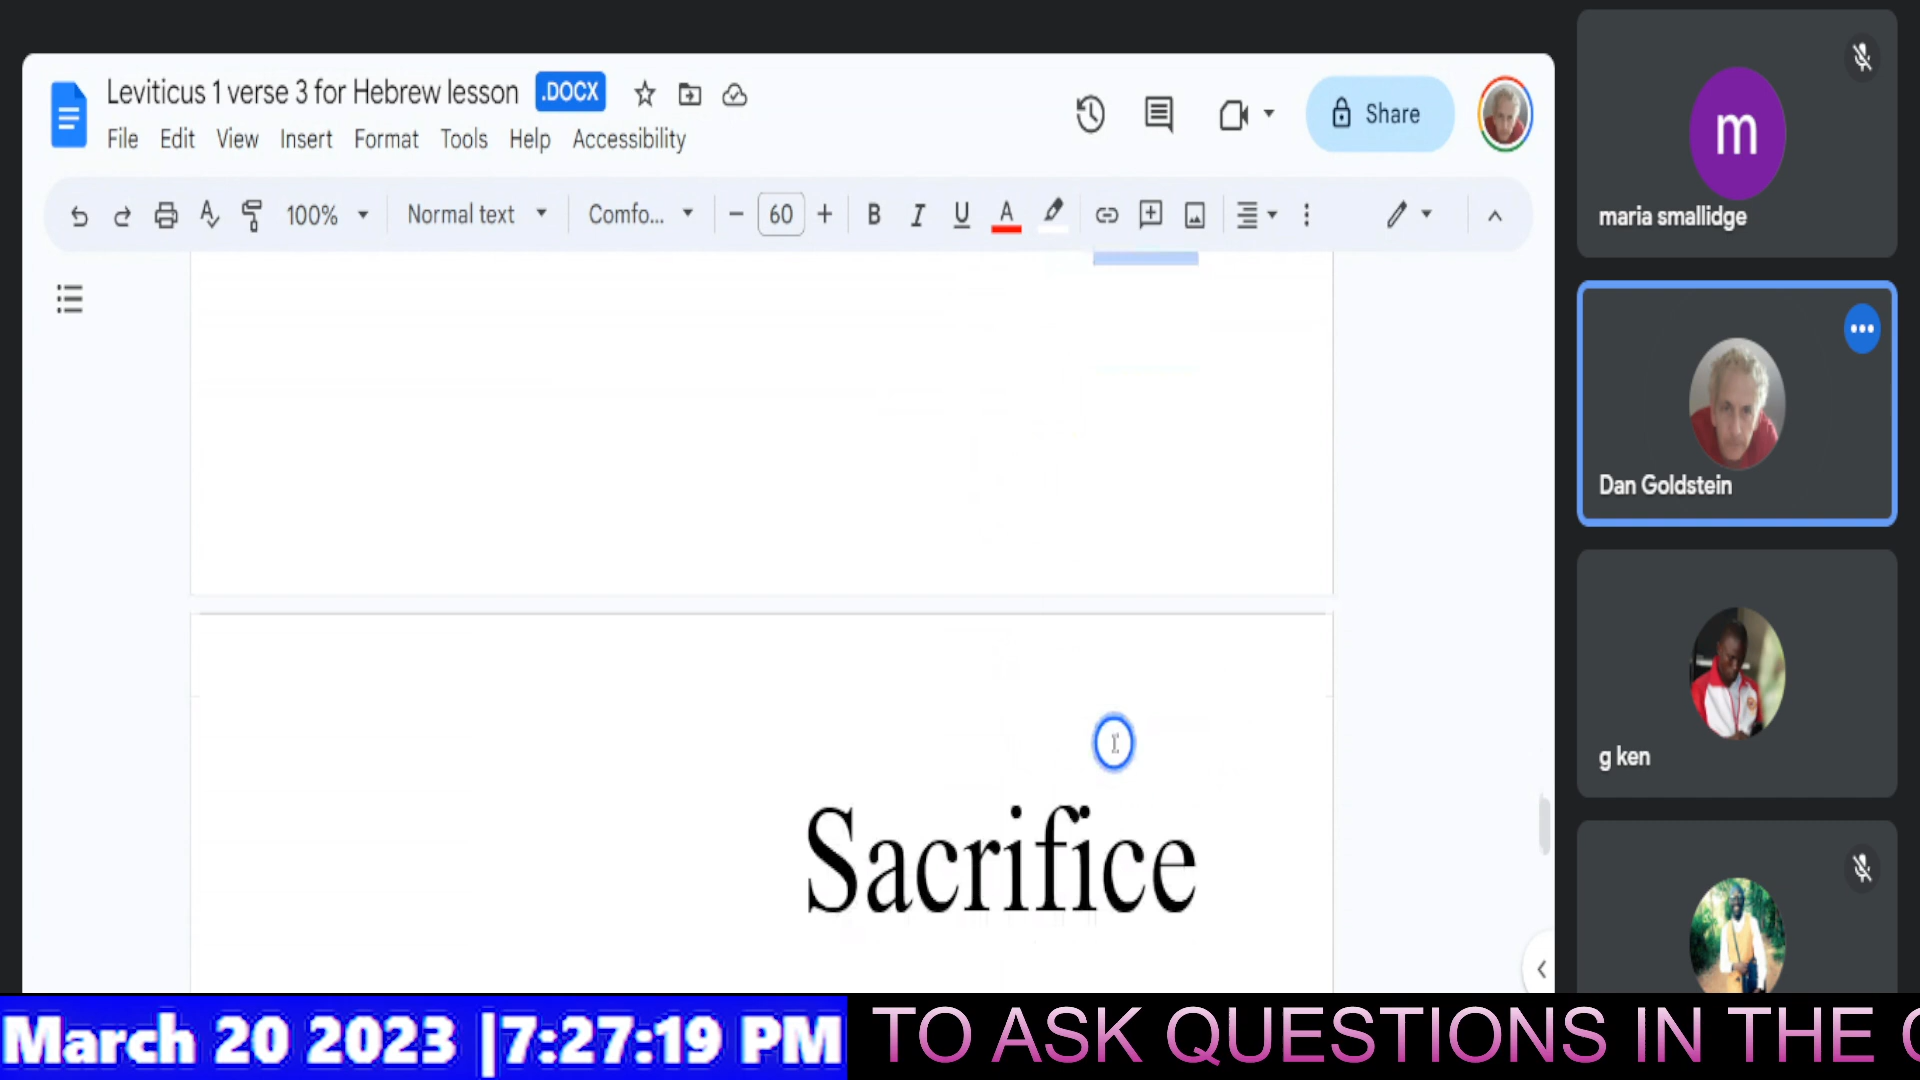 Leviticus 1 verse 3 for Hebrew lesson .DOCX
File Edit View Insert Format Tools Help Accessibility
Share
100% Normal text Comfo... 60 B I U A
Sacrifice
m
maria smallidge
Dan Goldstein
g ken
March 20 2023 |7:27:19 PM
TO ASK QUESTIONS IN THE